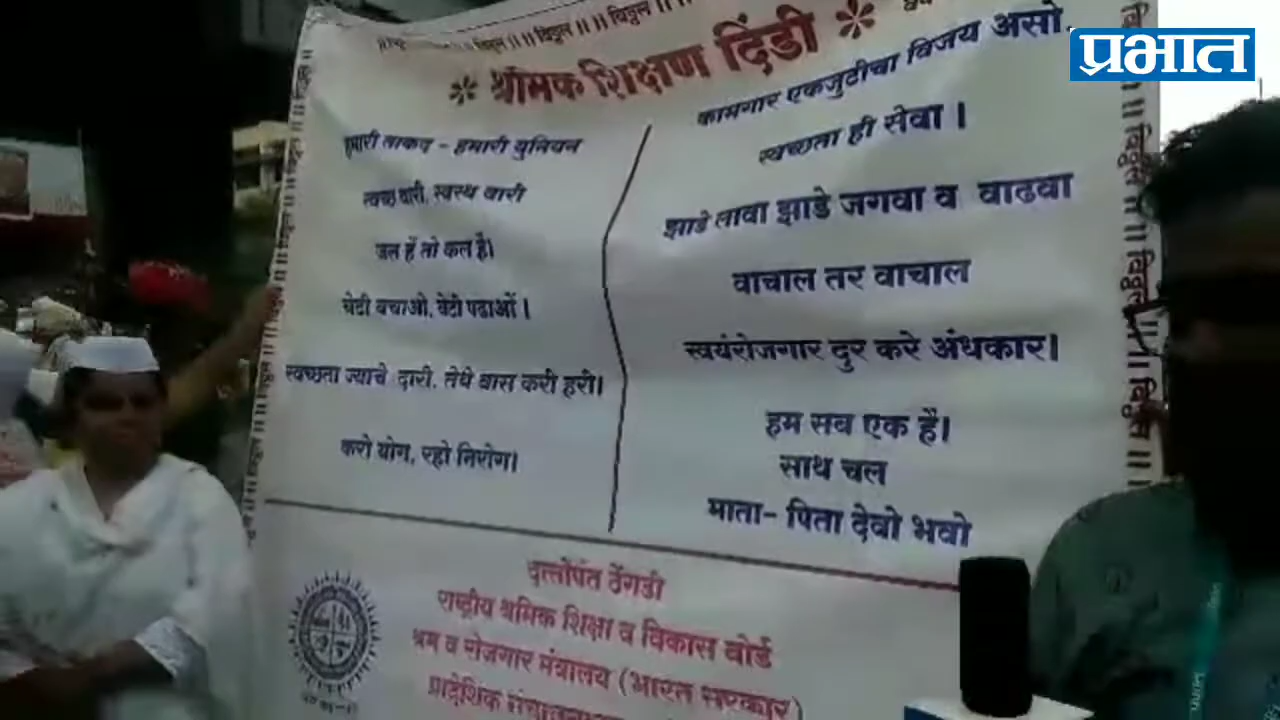 ॥ विठ्ठल ॥ ॥ विठ्ठल ॥ ॥ विठ्ठल ॥
प्रभात
* श्रमिक शिक्षण दिंडी *
हमारी ताकद - हमारी युनियन
स्वच्छ वारी, स्वस्थ वारी
जल हैं तो कल है।
बेटी बचाओ, बेटी पढाओं।
स्वच्छता ज्याचे दारी, तेथे वास करी हरी।
करो योग, रहो निरोग।
कामगार एकजुटीचा विजय असो.
स्वच्छता ही सेवा।
झाडे लावा झाडे जगवा व वाढवा
वाचाल तर वाचाल
स्वयंरोजगार दुर करे अंधकार।
हम सब एक है।
साथ चल
माता- पिता देवो भवो
दत्तोपंत ठेंगडी
राष्ट्रीय श्रमिक शिक्षा व विकास बोर्ड
श्रम व रोजगार मंत्रालय (भारत सरकार)
प्रादेशिक